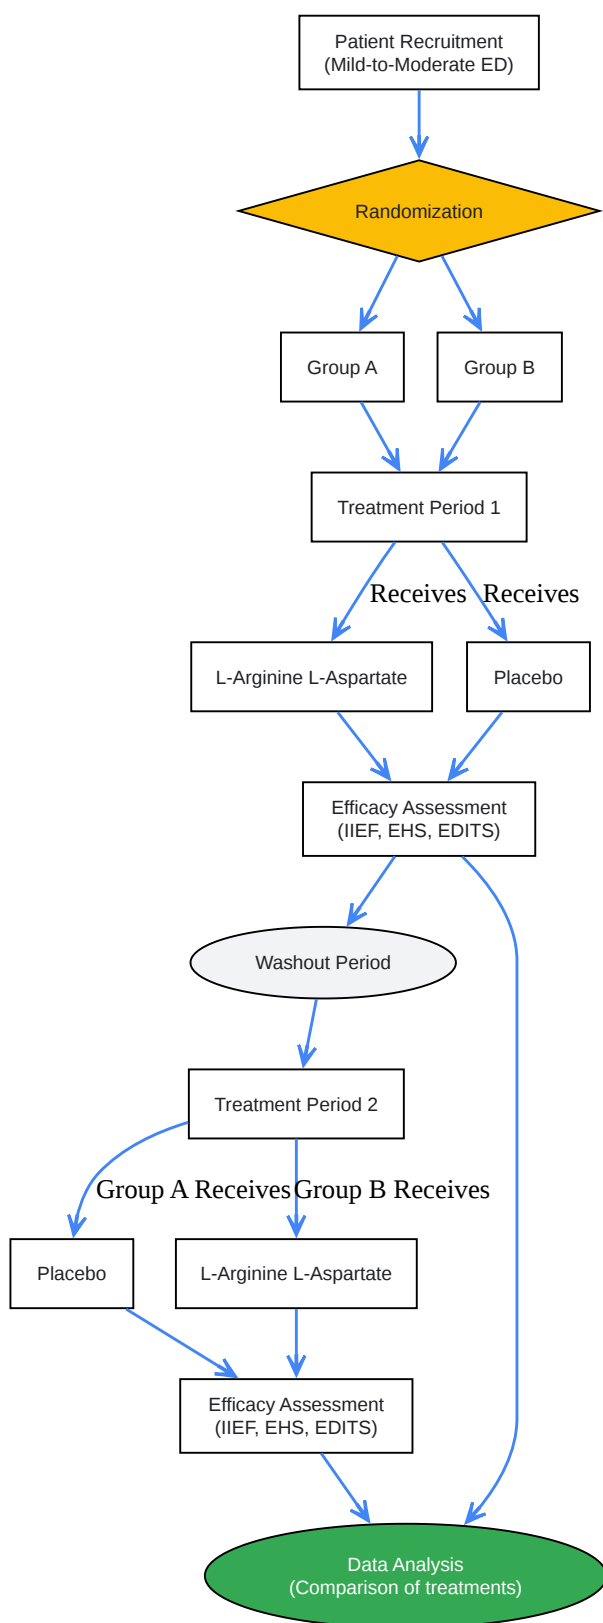 Patient Recruitment
(Mild-to-Moderate ED)
Randomization
Group A
Group B
Treatment Period 1
Receives
Receives
L-Arginine L-Aspartate
Placebo
Efficacy Assessment
(IIEF, EHS, EDITS)
Washout Period
Treatment Period 2
Group A Receives
Group B Receives
Placebo
L-Arginine L-Aspartate
Efficacy Assessment
(IIEF, EHS, EDITS)
Data Analysis
(Comparison of treatments)